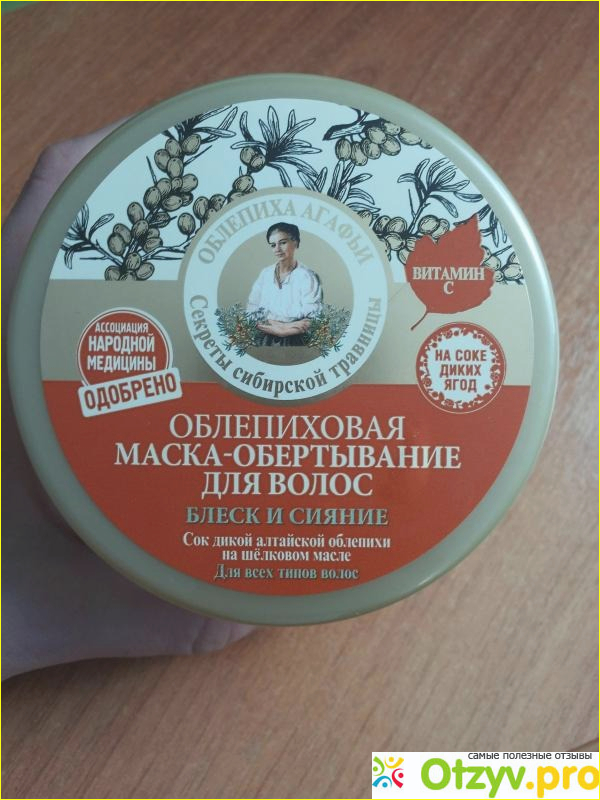 ОБЛЕПИХА АГАФЬИ
Секреты сибирской травницы
ВИТАМИН
С
АССОЦИАЦИЯ
НАРОДНОЙ
МЕДИЦИНЫ
ОДОБРЕНО
НА СОКЕ
ДИКИХ
ЯГОД
ОБЛЕПИХОВАЯ
МАСКА-ОБЕРТЫВАНИЕ
ДЛЯ ВОЛОС
БЛЕСК И СИЯНИЕ
Сок дикой алтайской облепихи
на шёлковом масле
Для всех типов волос
самые полезные отзывы
Otzyv.pro